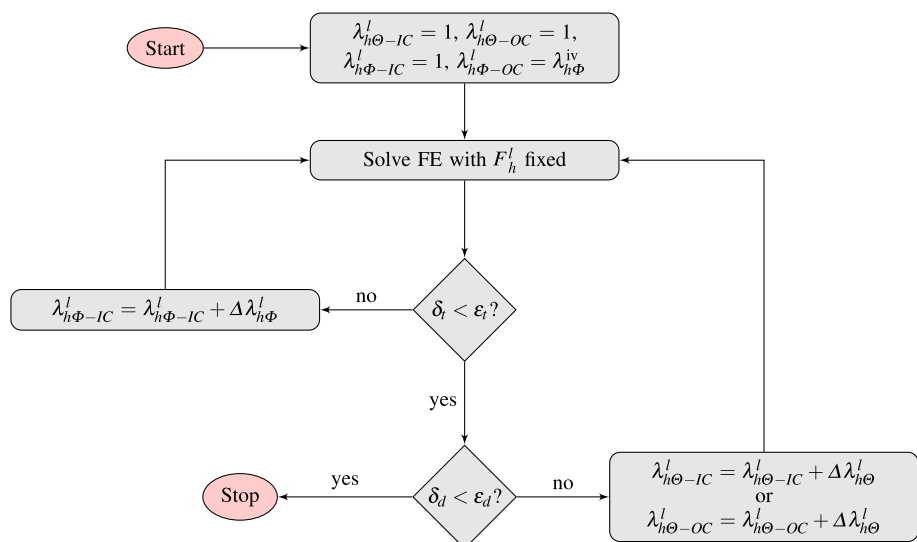 Start
λ^l_{hΘ−IC} = 1, λ^l_{hΘ−OC} = 1,
λ^l_{hΦ−IC} = 1, λ^l_{hΦ−OC} = λ^{iv}_{hΦ}
Solve FE with F^l_h fixed
λ^l_{hΦ−IC} = λ^l_{hΦ−IC} + Δλ^l_{hΦ}
no
δ_t < ε_t?
yes
Stop
yes
δ_d < ε_d?
no
λ^l_{hΘ−IC} = λ^l_{hΘ−IC} + Δλ^l_{hΘ}
or
λ^l_{hΘ−OC} = λ^l_{hΘ−OC} + Δλ^l_{hΘ}